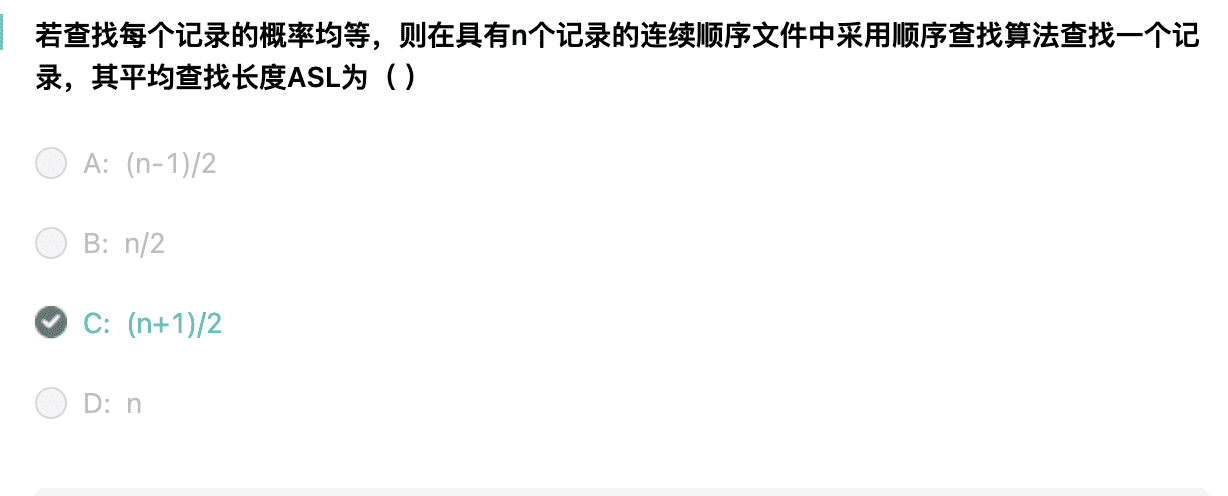 若查找每个记录的概率均等，则在具有n个记录的连续顺序文件中采用顺序查找算法查找一个记
录，其平均查找长度ASL为（ ）
A: (n-1)/2
B: n/2
C: (n+1)/2
D: n